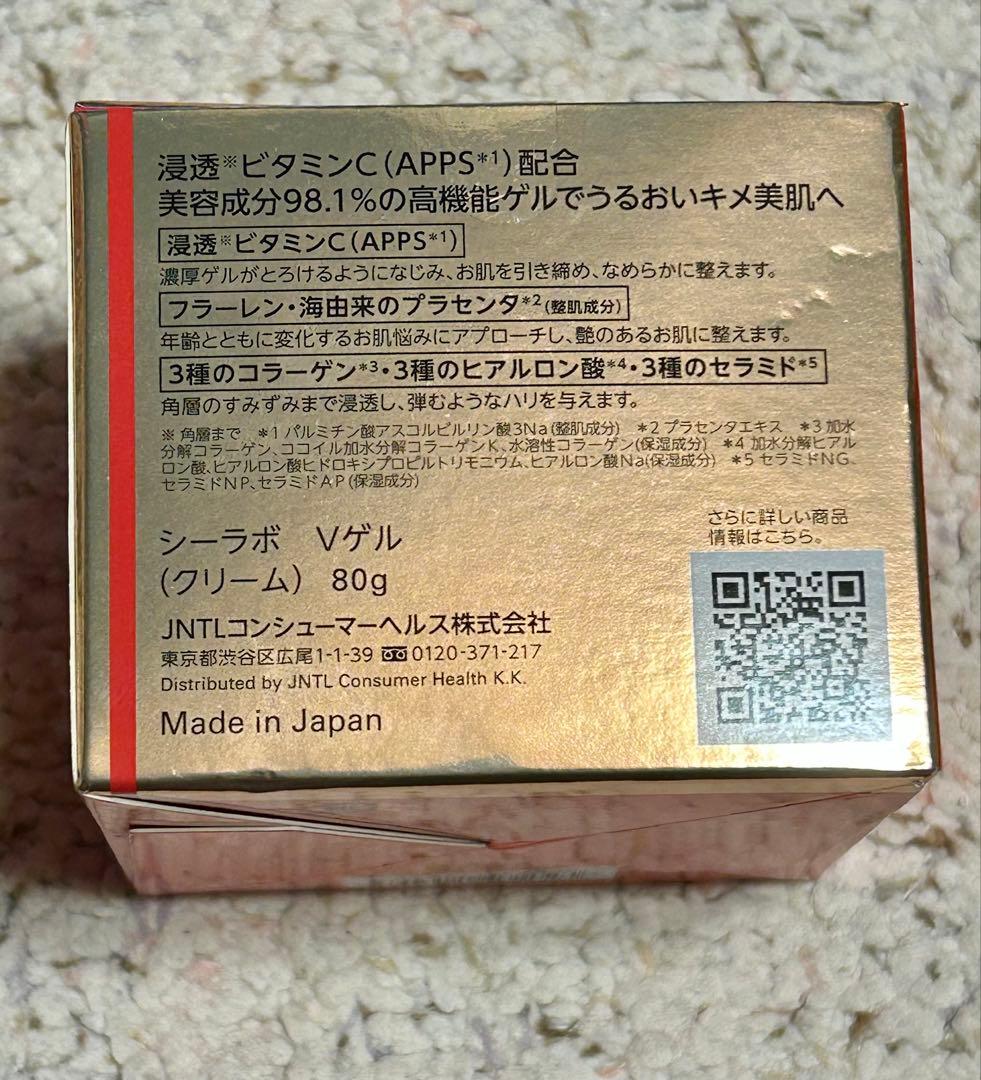 浸透※ビタミンC(APPS*1)配合
美容成分98.1%の高機能ゲルでうるおいキメ美肌へ
浸透※ビタミンC(APPS*1)
濃厚ゲルがとろけるようになじみ、お肌を引き締め、なめらかに整えます。
フラーレン・海由来のプラセンタ*2(整肌成分)
年齢とともに変化するお肌悩みにアプローチし、艶のあるお肌に整えます。
3種のコラーゲン*3・3種のヒアルロン酸*4・3種のセラミド*5
角層のすみずみまで浸透し、弾むようなハリを与えます。
※ 角層まで *1 パルミチン酸アスコルビルリン酸3Na(整肌成分) *2 プラセンタエキス *3 加水
分解コラーゲン、ココイル加水分解コラーゲンK、水溶性コラーゲン(保湿成分) *4 加水分解ヒアル
ロン酸、ヒアルロン酸ヒドロキシプロピルトリモニウム、ヒアルロン酸Na(保湿成分) *5 セラミドNG、
セラミドNP、セラミドAP(保湿成分)
さらに詳しい商品
情報はこちら。
シーラボ Vゲル
(クリーム) 80g
JNTLコンシューマーヘルス株式会社
東京都渋谷区広尾1-1-39 0120-371-217
Distributed by JNTL Consumer Health K.K.
Made in Japan